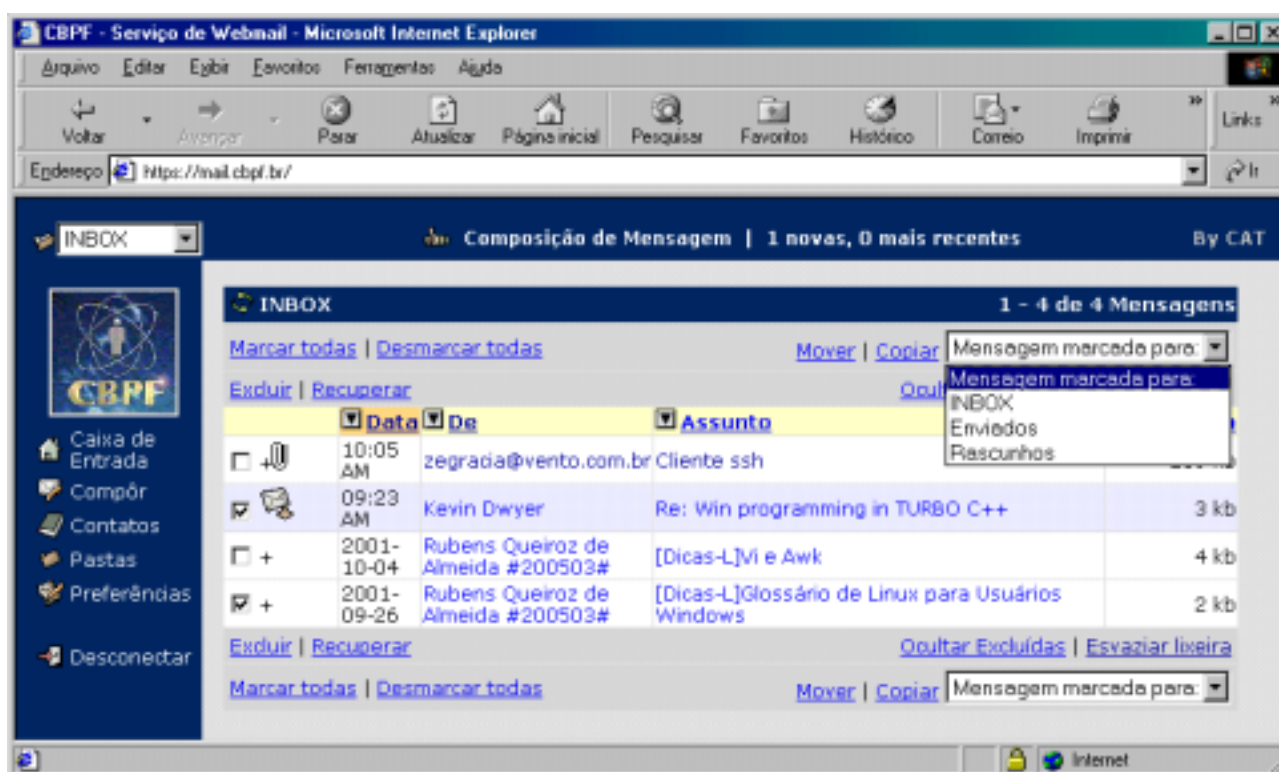 CBPF - Serviço de Webmail - Microsoft Internet Explorer
Arquivo Editar Exibir Favoritos Ferramentas Ajuda
Voltar Avançar Parar Atualizar Página inicial Pesquisar Favoritos Histórico Correio Imprimir Links
Endereço https://mail.cbpf.br/ Ir
INBOX Composição de Mensagem | 1 novas, 0 mais recentes By CAT
INBOX 1 - 4 de 4 Mensagens
Marcar todas | Desmarcar todas Mover | Copiar Mensagem marcada para:
Excluir | Recuperar Mensagem marcada para:
INBOX
Enviados
Rascunhos
CBPF
Caixa de Entrada
Compôr
Contatos
Pastas
Preferências
Desconectar
Data De Assunto
10:05 AM zegracia@vento.com.br Cliente ssh
09:23 AM Kevin Dwyer Re: Win programming in TURBO C++ 3 kb
2001-10-04 Rubens Queiroz de Almeida #200503# [Dicas-L]Vi e Awk 4 kb
2001-09-26 Rubens Queiroz de Almeida #200503# [Dicas-L]Glossário de Linux para Usuários Windows 2 kb
Excluir | Recuperar Ocultar Excluídas | Esvaziar lixeira
Marcar todas | Desmarcar todas Mover | Copiar Mensagem marcada para:
Internet